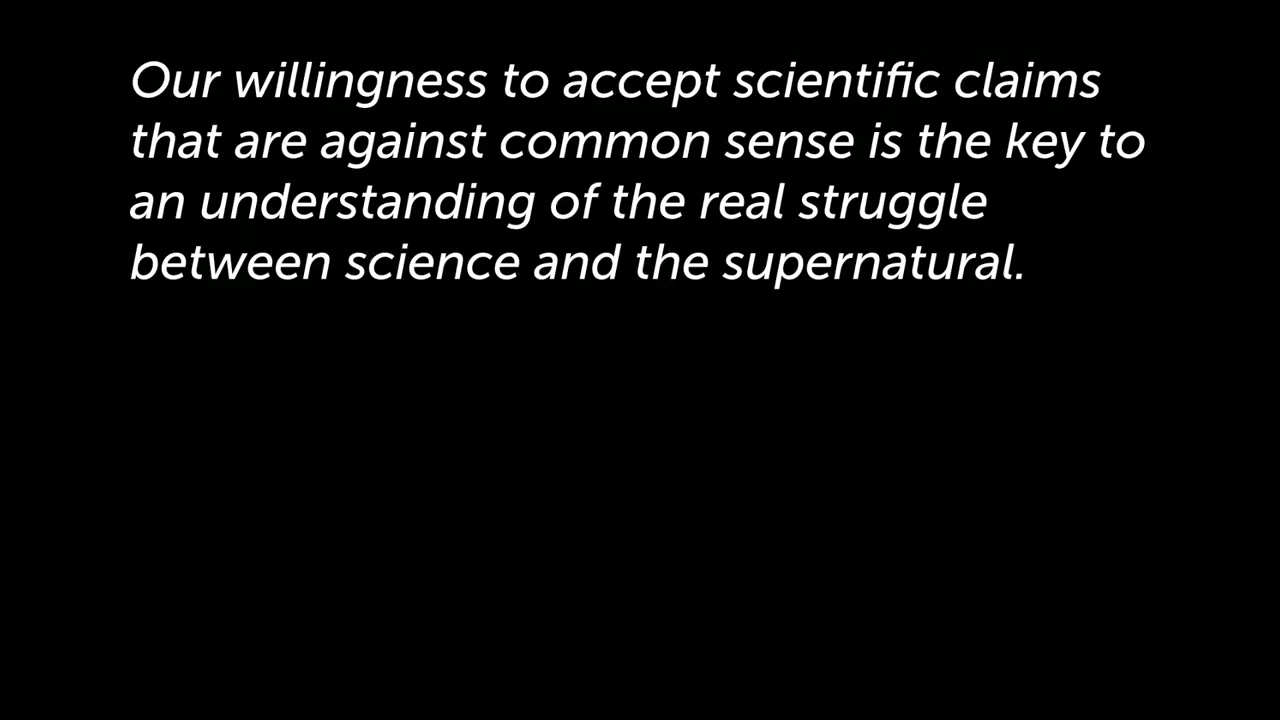 Our willingness to accept scientific claims
that are against common sense is the key to
an understanding of the real struggle
between science and the supernatural.